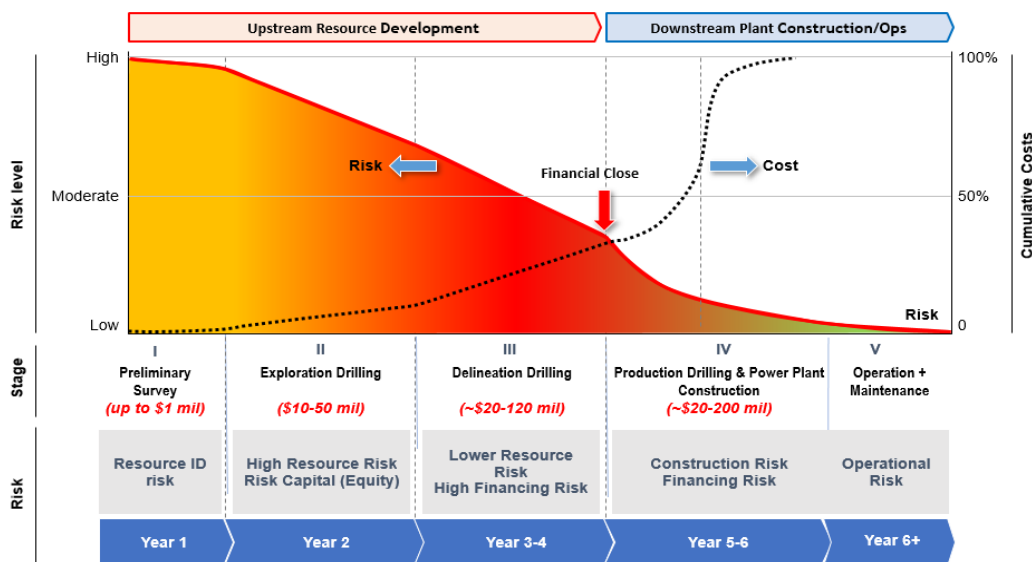 Upstream Resource Development
Downstream Plant Construction/Ops
High
100%
Risk
Cost
Financial Close
Moderate
50%
Risk level
Cumulative Costs
Low
Risk
0
Stage
I
II
III
IV
V
Preliminary
Survey
(up to $1 mil)
Exploration Drilling
($10-50 mil)
Delineation Drilling
(~$20-120 mil)
Production Drilling & Power Plant
Construction
(~$20-200 mil)
Operation +
Maintenance
Risk
Resource ID
risk
High Resource Risk
Risk Capital (Equity)
Lower Resource
Risk
High Financing Risk
Construction Risk
Financing Risk
Operational
Risk
Year 1
Year 2
Year 3-4
Year 5-6
Year 6+